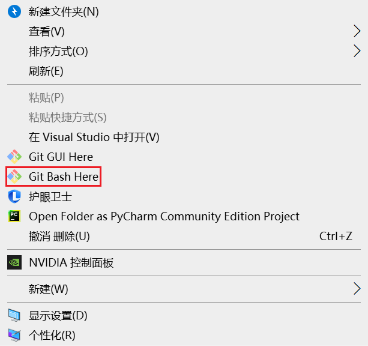 新建文件夹(N)
查看(V)
排序方式(O)
刷新(E)
粘贴(P)
粘贴快捷方式(S)
在 Visual Studio 中打开(V)
Git GUI Here
Git Bash Here
护眼卫士
Open Folder as PyCharm Community Edition Project
撤消 删除(U) Ctrl+Z
NVIDIA 控制面板
新建(W)
显示设置(D)
个性化(R)